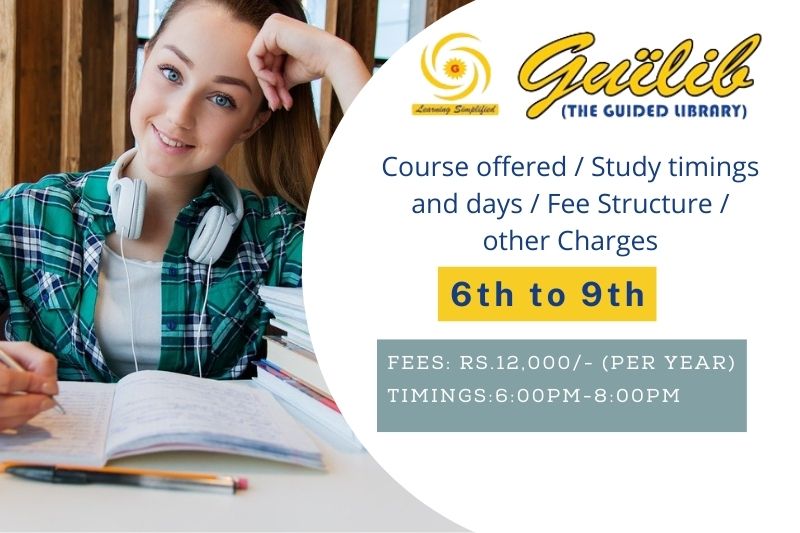 G
Learning Simplified
Guïlib
(THE GUIDED LIBRARY)
Course offered / Study timings
and days / Fee Structure /
other Charges
6th to 9th
FEES: RS.12,000/- (PER YEAR)
TIMINGS:6:00PM-8:00PM